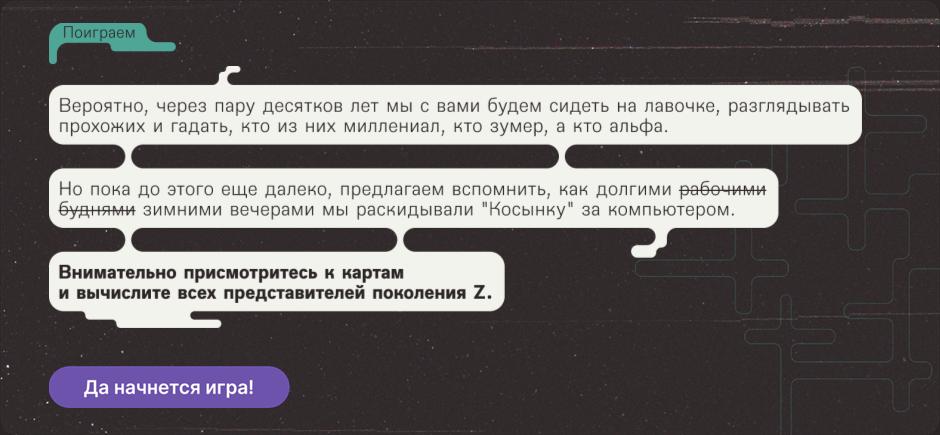 Поиграем
Вероятно, через пару десятков лет мы с вами будем сидеть на лавочке, разглядывать
прохожих и гадать, кто из них миллениал, кто зумер, а кто альфа.
Но пока до этого еще далеко, предлагаем вспомнить, как долгими рабочими
буднями зимними вечерами мы раскидывали "Косынку" за компьютером.
Внимательно присмотритесь к картам
и вычислите всех представителей поколения Z.
Да начнется игра!